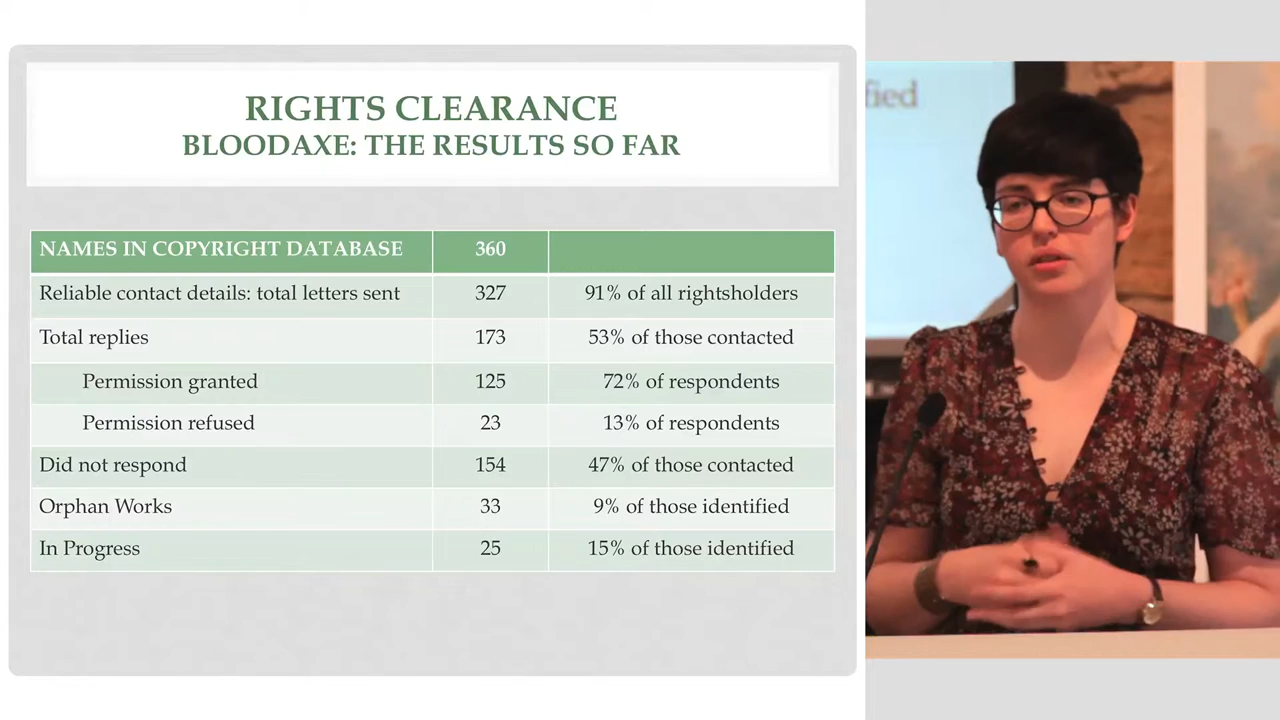 RIGHTS CLEARANCE
BLOODAXE: THE RESULTS SO FAR
NAMES IN COPYRIGHT DATABASE 360
Reliable contact details: total letters sent 327 91% of all rightsholders
Total replies 173 53% of those contacted
Permission granted 125 72% of respondents
Permission refused 23 13% of respondents
Did not respond 154 47% of those contacted
Orphan Works 33 9% of those identified
In Progress 25 15% of those identified